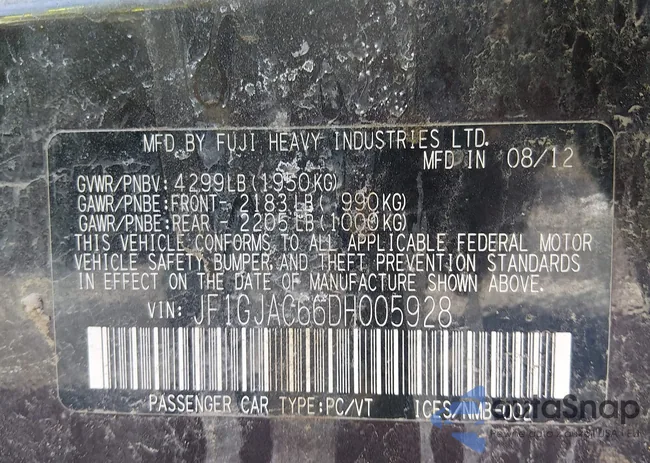 MFD BY FUJI HEAVY INDUSTRIES LTD.
MFD IN 08/12
GVWR/PNBV: 4299LB(1950KG)
GAWR/PNBE:FRONT- 2183LB( 990KG)
GAWR/PNBE:REAR - 2205LB(1000KG)
THIS VEHICLE CONFORMS TO ALL APPLICABLE FEDERAL MOTOR
VEHICLE SAFETY, BUMPER, AND THEFT PREVENTION STANDARDS
IN EFFECT ON THE DATE OF MANUFACTURE SHOWN ABOVE.
VIN: JF1GJAC66DH005928
PASSENGER CAR TYPE:PC/VT ICES/NMB-002
DataSnap